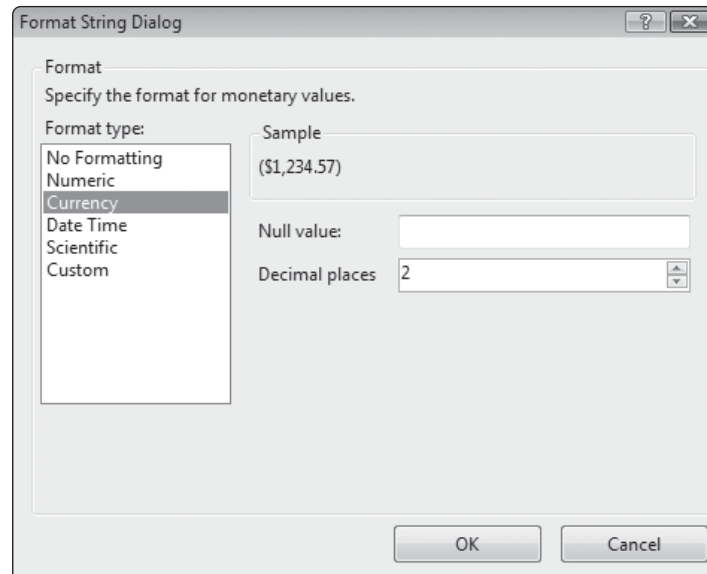 Format String Dialog
Format
Specify the format for monetary values.
Format type:
No Formatting
Numeric
Currency
Date Time
Scientific
Custom
Sample
($1,234.57)
Null value:
Decimal places 2
OK Cancel